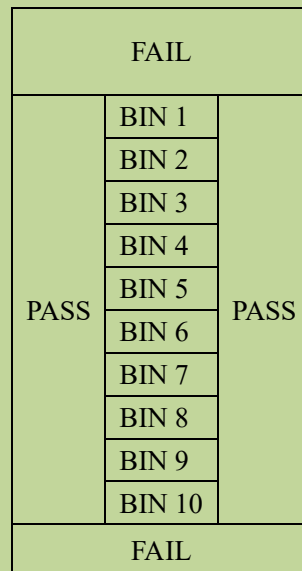 FAIL
BIN 1
BIN 2
BIN 3
BIN 4
BIN 5
PASS
BIN 6
PASS
BIN 7
BIN 8
BIN 9
BIN 10
FAIL